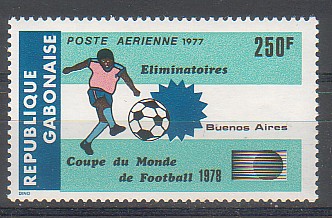 POSTE AERIENNE 1977
250F
Eliminatoires
REPUBLIQUE
GABONAISE
Buenos Aires
Coupe du Monde
de Football 1978